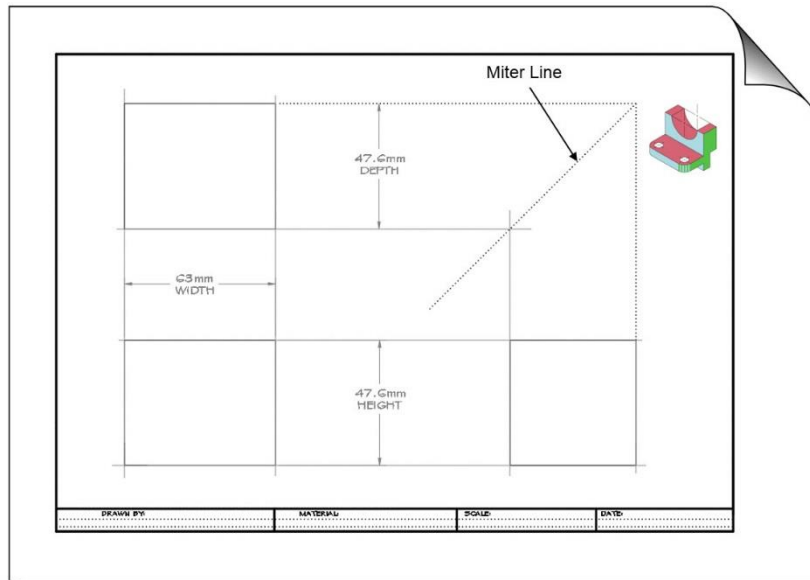 Miter Line
47.6mm
DEPTH
63mm
WIDTH
47.6mm
HEIGHT
DRAWN BY: MATERIAL: SCALE: DATE: